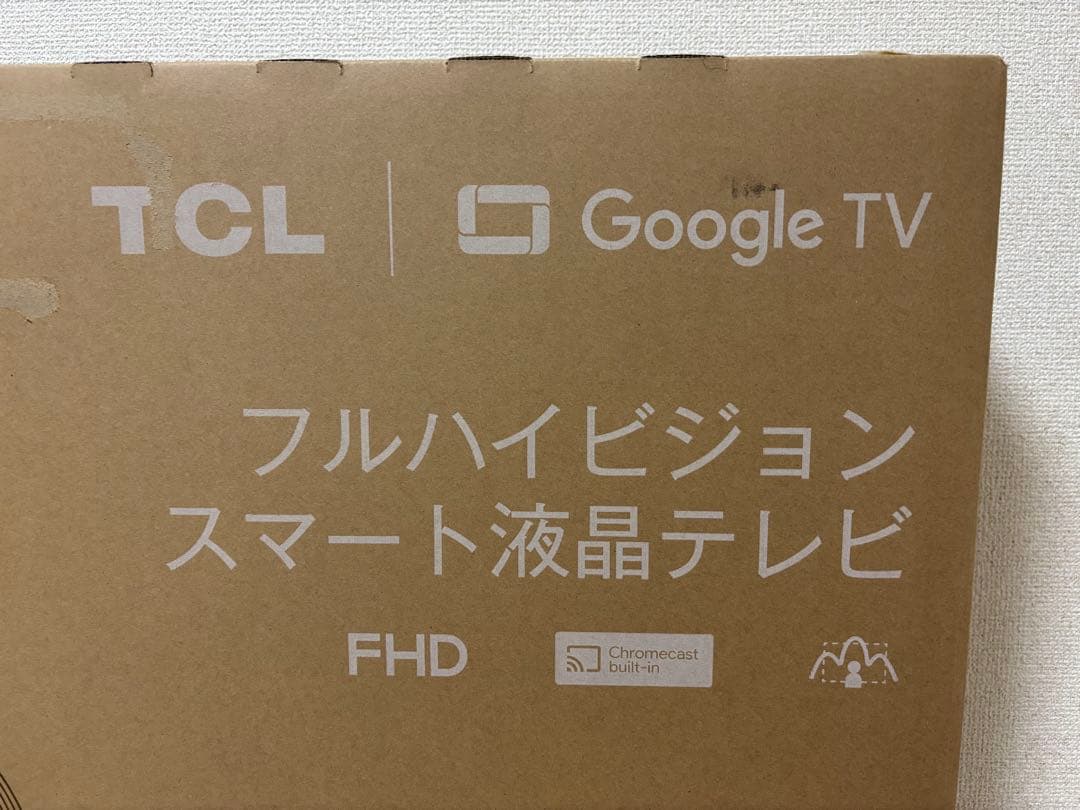 TCL Google TV
フルハイビジョン
スマート液晶テレビ
FHD Chromecast built-in